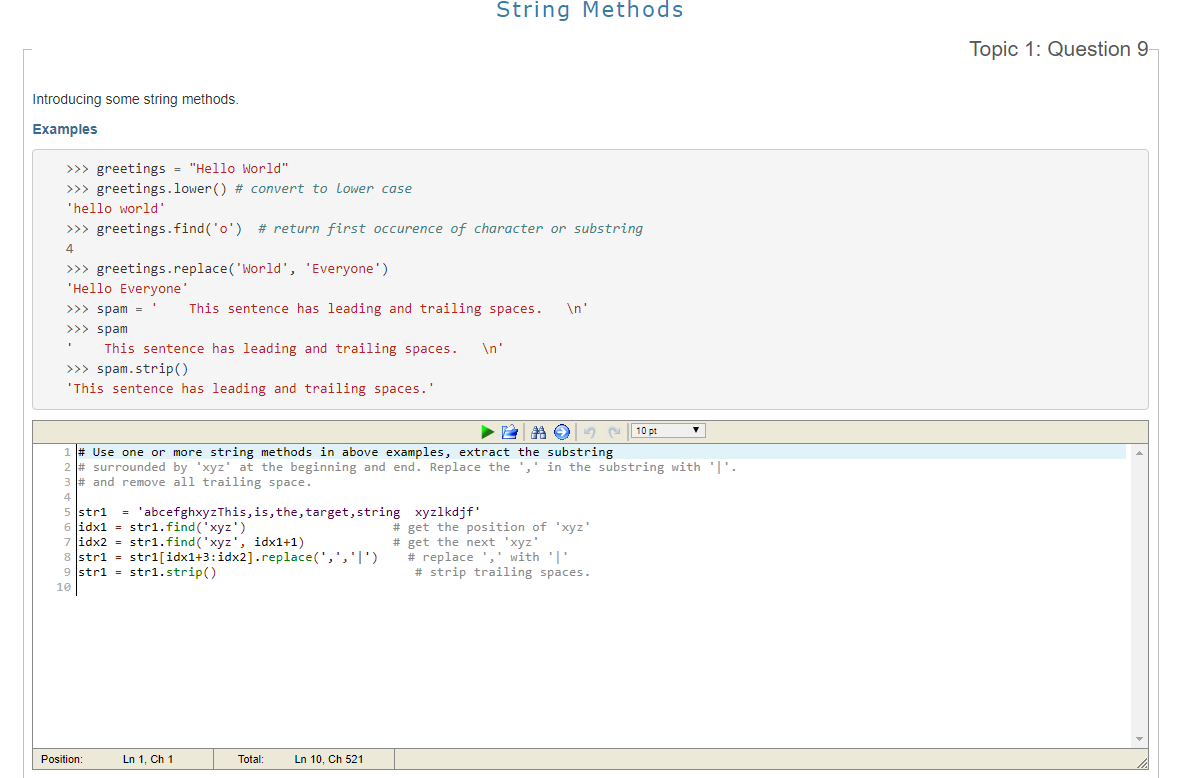 String Methods
Topic 1: Question 9
Introducing some string methods.
Examples
>>> greetings = "Hello World"
>>> greetings.lower() # convert to lower case
'hello world'
>>> greetings.find('o')  # return first occurence of character or substring
4
>>> greetings.replace('World', 'Everyone')
'Hello Everyone'
>>> spam = '    This sentence has leading and trailing spaces.   \n'
>>> spam
'    This sentence has leading and trailing spaces.   \n'
>>> spam.strip()
'This sentence has leading and trailing spaces.'
10 pt
1 # Use one or more string methods in above examples, extract the substring
2 # surrounded by 'xyz' at the beginning and end. Replace the ',' in the substring with '|'.
3 # and remove all trailing space.
4
5 str1  = 'abcefghxyzThis,is,the,target,string  xyzlkdjf'
6 idx1 = str1.find('xyz')                    # get the position of 'xyz'
7 idx2 = str1.find('xyz', idx1+1)            # get the next 'xyz'
8 str1 = str1[idx1+3:idx2].replace(',','|')    # replace ',' with '|'
9 str1 = str1.strip()                           # strip trailing spaces.
10
Position: Ln 1, Ch 1 Total: Ln 10, Ch 521